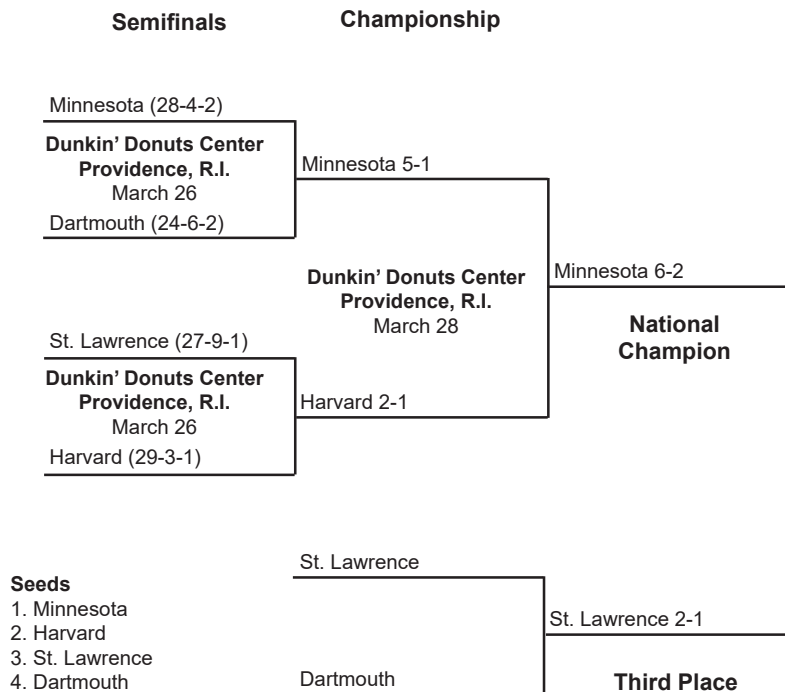 Semifinals
Championship
Minnesota (28-4-2)
Dunkin’ Donuts Center
Providence, R.I.
March 26
Dartmouth (24-6-2)
Minnesota 5-1
Dunkin’ Donuts Center
Providence, R.I.
March 28
Minnesota 6-2
National
Champion
St. Lawrence (27-9-1)
Dunkin’ Donuts Center
Providence, R.I.
March 26
Harvard (29-3-1)
Harvard 2-1
Seeds
1. Minnesota
2. Harvard
3. St. Lawrence
4. Dartmouth
St. Lawrence
Dartmouth
St. Lawrence 2-1
Third Place